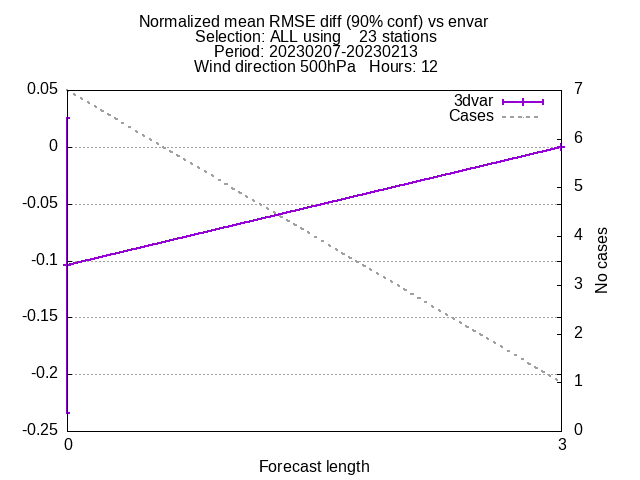 Normalized mean RMSE diff (90% conf) vs envar
Selection: ALL using    23 stations
Period: 20230207-20230213
Wind direction 500hPa   Hours: 12
0.05
0
-0.05
-0.1
-0.15
-0.2
-0.25
3dvar
Cases
7
6
5
4
3
2
1
0
No cases
0
3
Forecast length